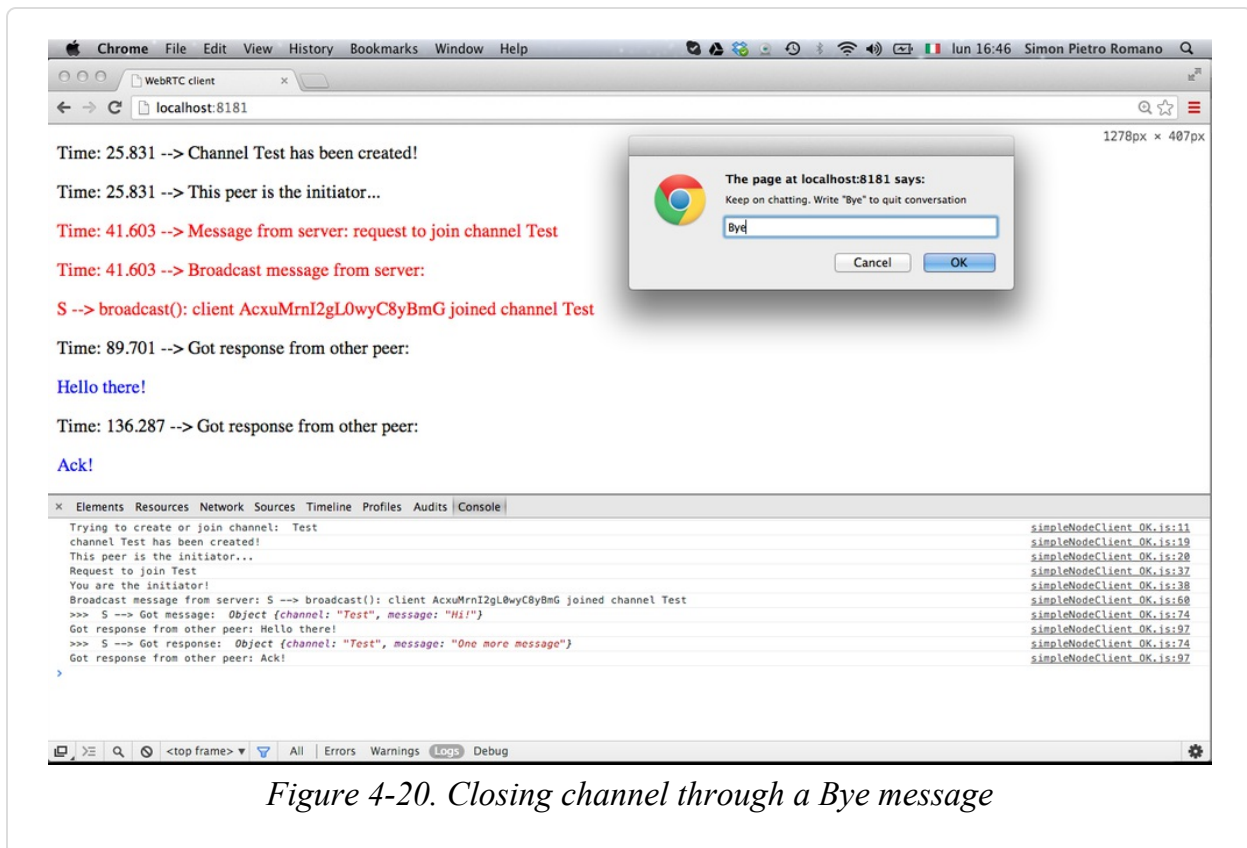 Chrome File Edit View History Bookmarks Window Help lun 16:46 Simon Pietro Romano
WebRTC client
localhost:8181
1278px × 407px
Time: 25.831 --> Channel Test has been created!
Time: 25.831 --> This peer is the initiator...
Time: 41.603 --> Message from server: request to join channel Test
Time: 41.603 --> Broadcast message from server:
S --> broadcast(): client AcxuMrnI2gL0wyC8yBmG joined channel Test
Time: 89.701 --> Got response from other peer:
Hello there!
Time: 136.287 --> Got response from other peer:
Ack!
The page at localhost:8181 says:
Keep on chatting. Write "Bye" to quit conversation
Bye
Cancel OK
× Elements Resources Network Sources Timeline Profiles Audits Console
Trying to create or join channel: Test simpleNodeClient_OK.js:11
channel Test has been created! simpleNodeClient_OK.js:19
This peer is the initiator... simpleNodeClient_OK.js:20
Request to join Test simpleNodeClient_OK.js:37
You are the initiator! simpleNodeClient_OK.js:38
Broadcast message from server: S --> broadcast(): client AcxuMrnI2gL0wyC8yBmG joined channel Test simpleNodeClient_OK.js:60
>>> S --> Got message: Object {channel: "Test", message: "Hi!"} simpleNodeClient_OK.js:74
Got response from other peer: Hello there! simpleNodeClient_OK.js:97
>>> S --> Got response: Object {channel: "Test", message: "One more message"} simpleNodeClient_OK.js:74
Got response from other peer: Ack! simpleNodeClient_OK.js:97
>
<top frame> ▼ All | Errors Warnings Logs Debug
Figure 4-20. Closing channel through a Bye message